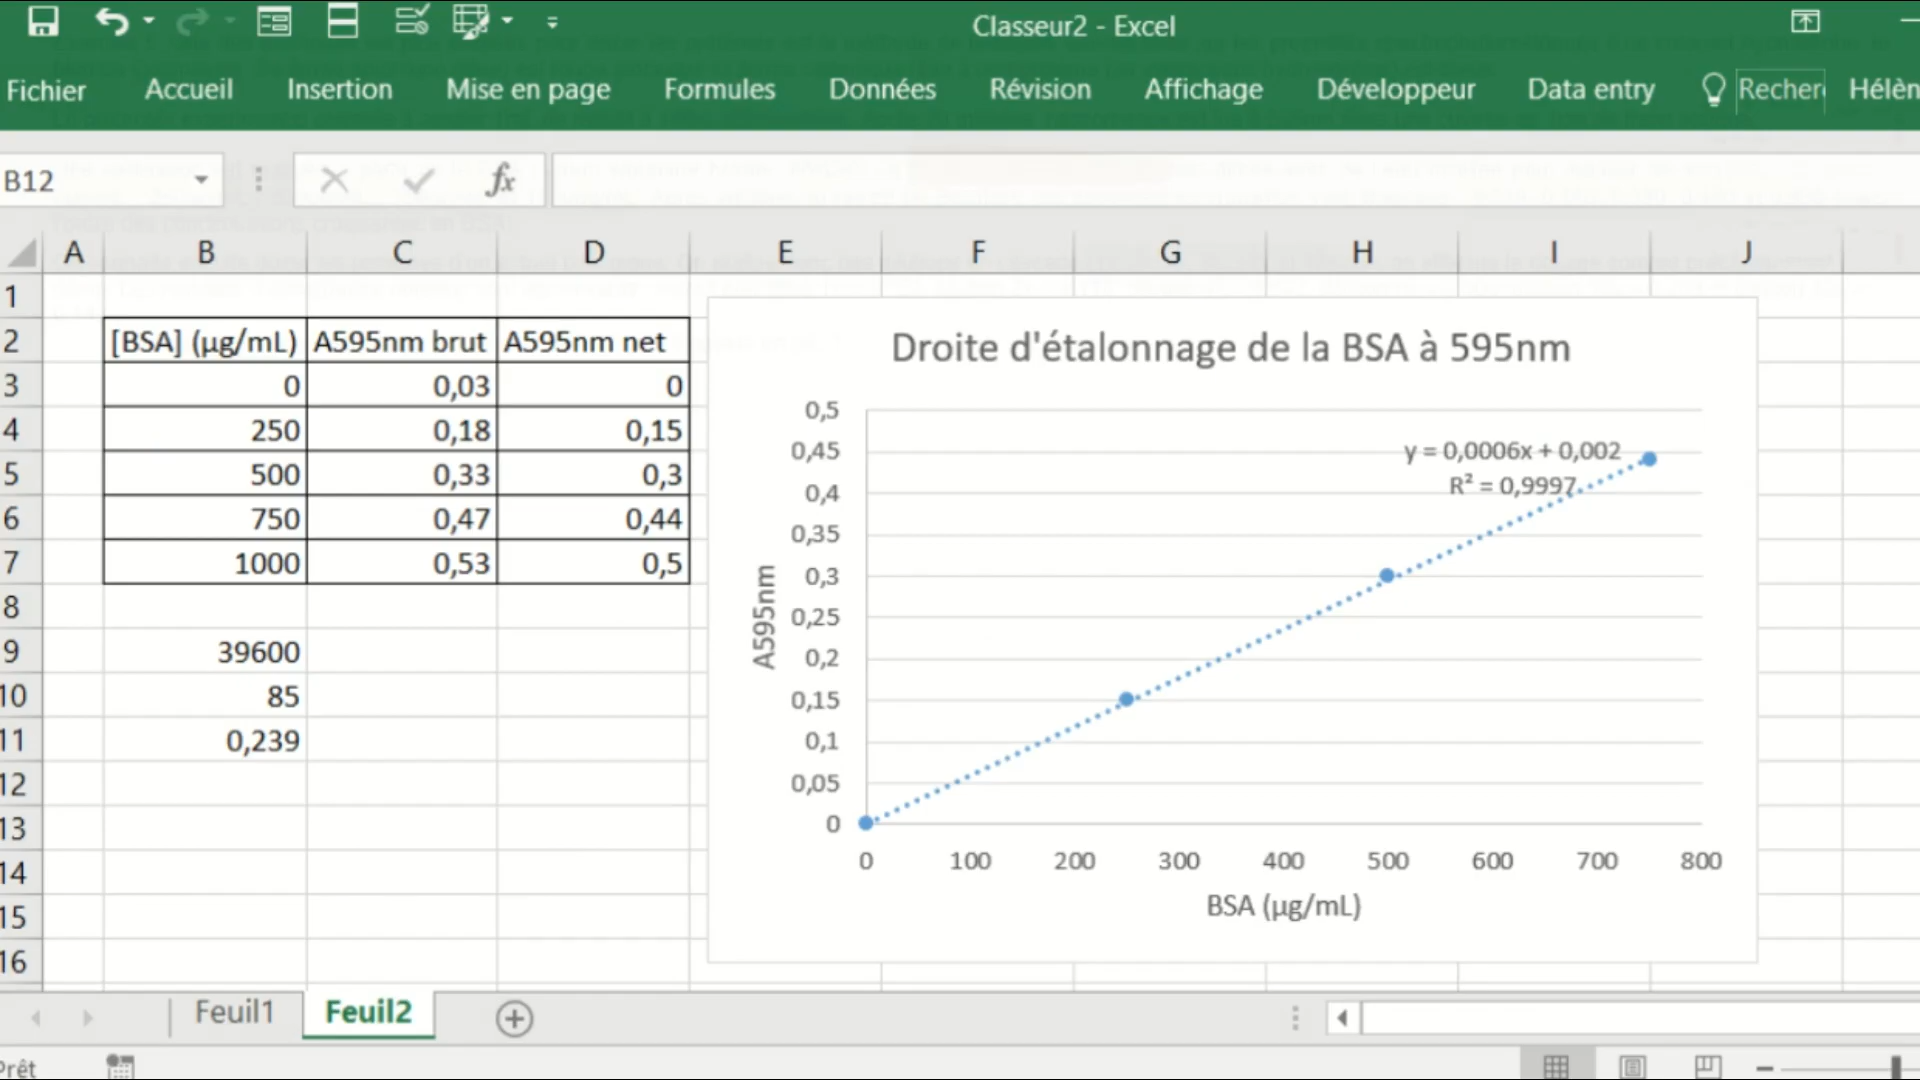 Classeur2 - Excel
Fichier Accueil Insertion Mise en page Formules Données Révision Affichage Développeur Data entry Recher Hélèn
B12 fx
A B C D E F G H I J
1
2 [BSA] (µg/mL) A595nm brut A595nm net
3 0 0,03 0
4 250 0,18 0,15
5 500 0,33 0,3
6 750 0,47 0,44
7 1000 0,53 0,5
8
9 39600
10 85
11 0,239
12
13
14
15
16
Droite d'étalonnage de la BSA à 595nm
0,5
0,45
0,4
0,35
0,3
0,25
0,2
0,15
0,1
0,05
0
A595nm
y = 0,0006x + 0,002
R² = 0,9997
0 100 200 300 400 500 600 700 800
BSA (µg/mL)
Feuil1 Feuil2
Prêt